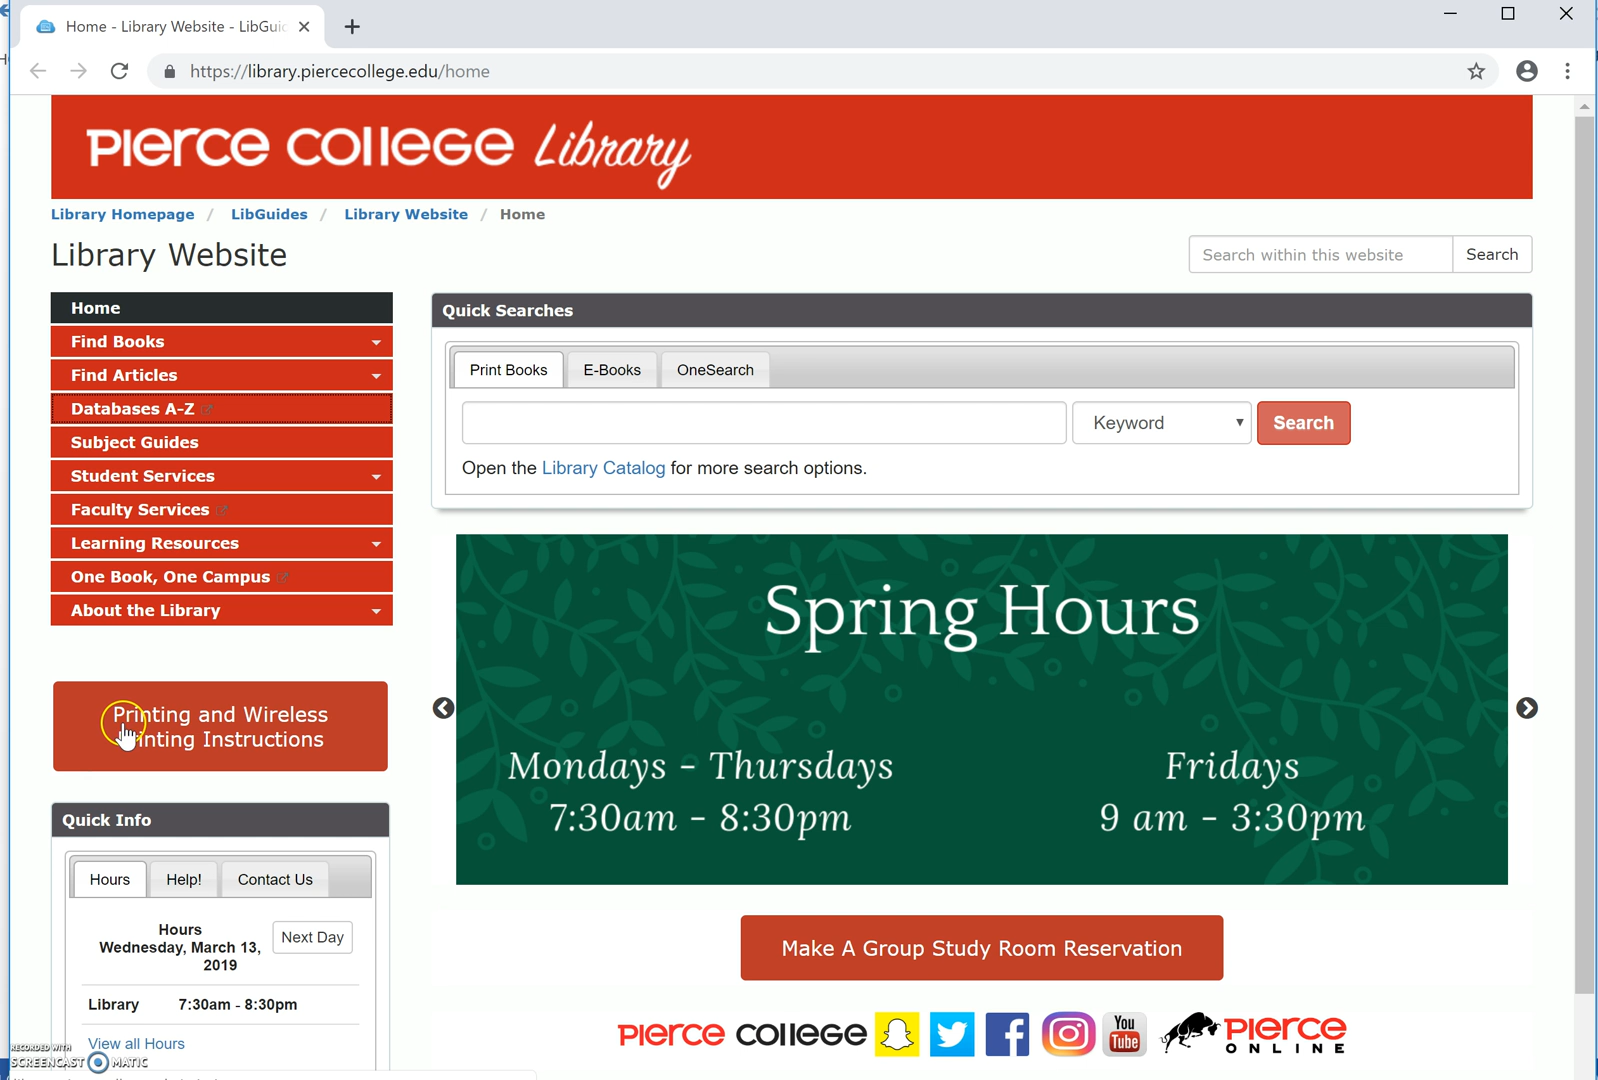 Home - Library Website - LibGui
https://library.piercecollege.edu/home
PIERCE COLLEGE Library
Library Homepage / LibGuides / Library Website / Home
Library Website
Search within this website Search
Home
Find Books
Find Articles
Databases A-Z
Subject Guides
Student Services
Faculty Services
Learning Resources
One Book, One Campus
About the Library
Printing and Wireless
Printing Instructions
Quick Info
Hours Help! Contact Us
Hours
Wednesday, March 13,
2019
Next Day
Library 7:30am - 8:30pm
View all Hours
Quick Searches
Print Books E-Books OneSearch
Keyword Search
Open the Library Catalog for more search options.
Spring Hours
Mondays - Thursdays
7:30am - 8:30pm
Fridays
9 am - 3:30pm
Make A Group Study Room Reservation
PIERCE COLLEGE
You
Tube
PIERCE
ONLINE
RECORDED WITH
SCREENCAST MATIC